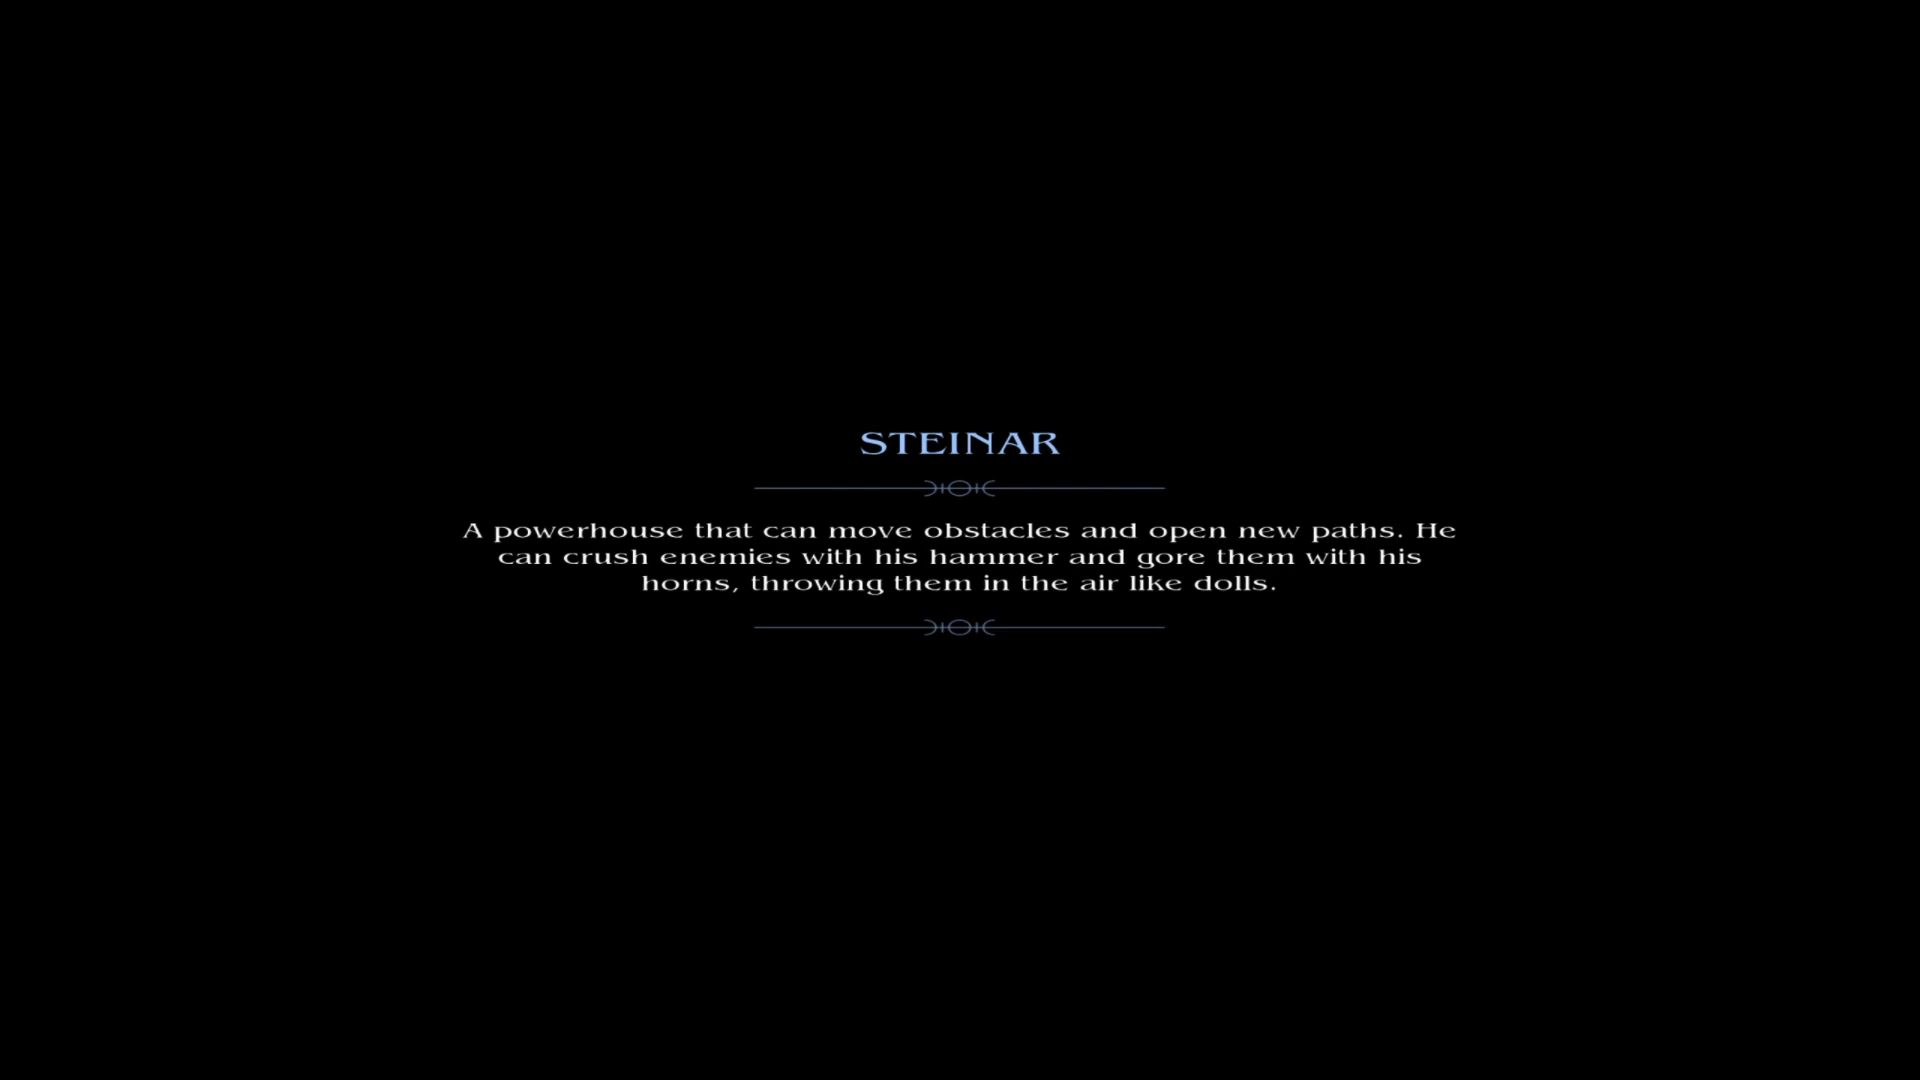 STEINAR
A powerhouse that can move obstacles and open new paths. He
can crush enemies with his hammer and gore them with his
horns, throwing them in the air like dolls.